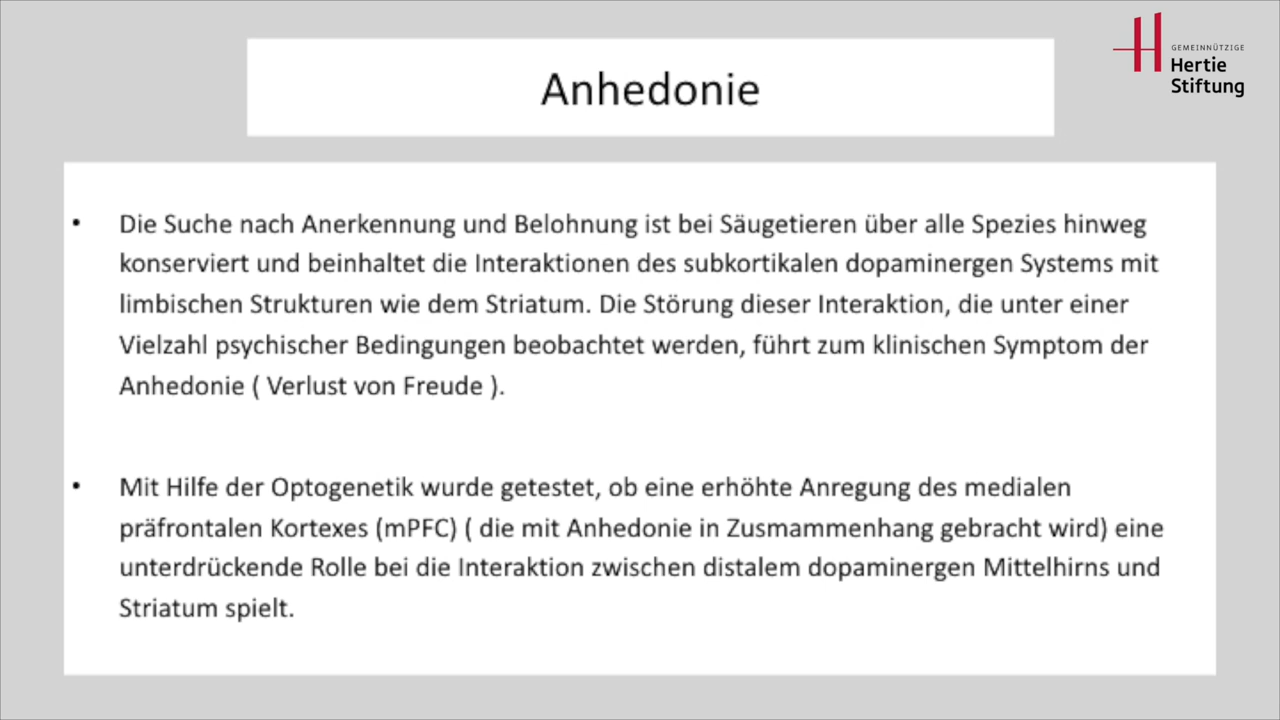 GEMEINNÜTZIGE
Hertie
Stiftung
Anhedonie
• Die Suche nach Anerkennung und Belohnung ist bei Säugetieren über alle Spezies hinweg
konserviert und beinhaltet die Interaktionen des subkortikalen dopaminergen Systems mit
limbischen Strukturen wie dem Striatum. Die Störung dieser Interaktion, die unter einer
Vielzahl psychischer Bedingungen beobachtet werden, führt zum klinischen Symptom der
Anhedonie ( Verlust von Freude ).
• Mit Hilfe der Optogenetik wurde getestet, ob eine erhöhte Anregung des medialen
präfrontalen Kortexes (mPFC) ( die mit Anhedonie in Zusmammenhang gebracht wird) eine
unterdrückende Rolle bei die Interaktion zwischen distalem dopaminergen Mittelhirns und
Striatum spielt.